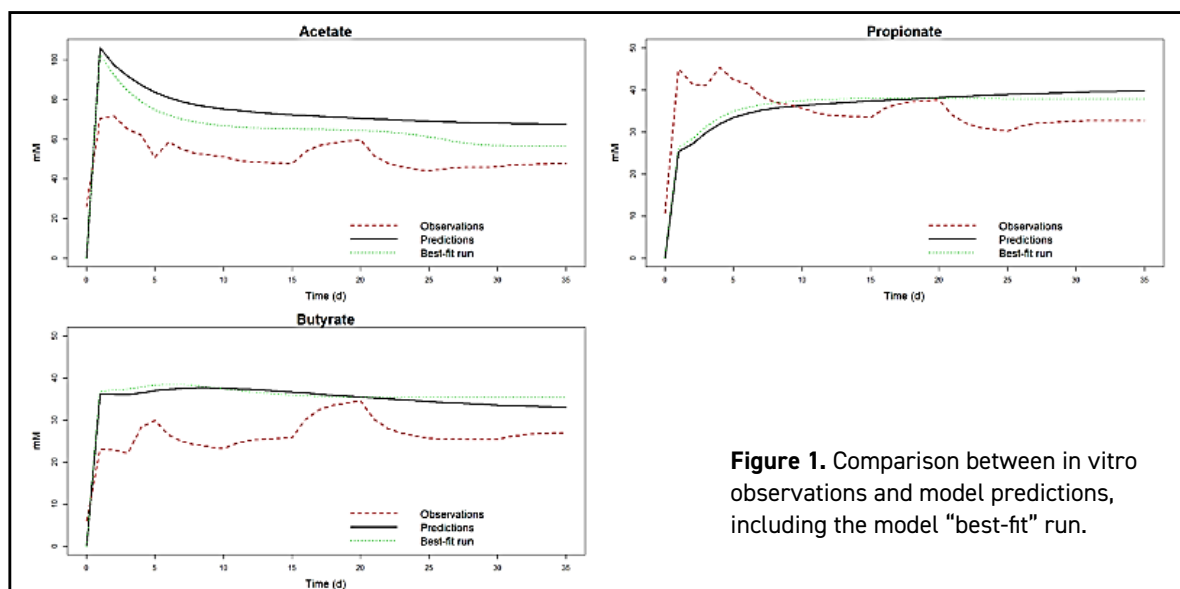 Acetate
mM
0
20
40
60
80
100
0 5 10 15 20 25 30 35
Time (d)
Observations
Predictions
Best-fit run
Propionate
mM
0
10
20
30
40
50
0 5 10 15 20 25 30 35
Time (d)
Observations
Predictions
Best-fit run
Butyrate
mM
0
10
20
30
40
50
0 5 10 15 20 25 30 35
Time (d)
Observations
Predictions
Best-fit run
Figure 1. Comparison between in vitro
observations and model predictions,
including the model “best-fit” run.